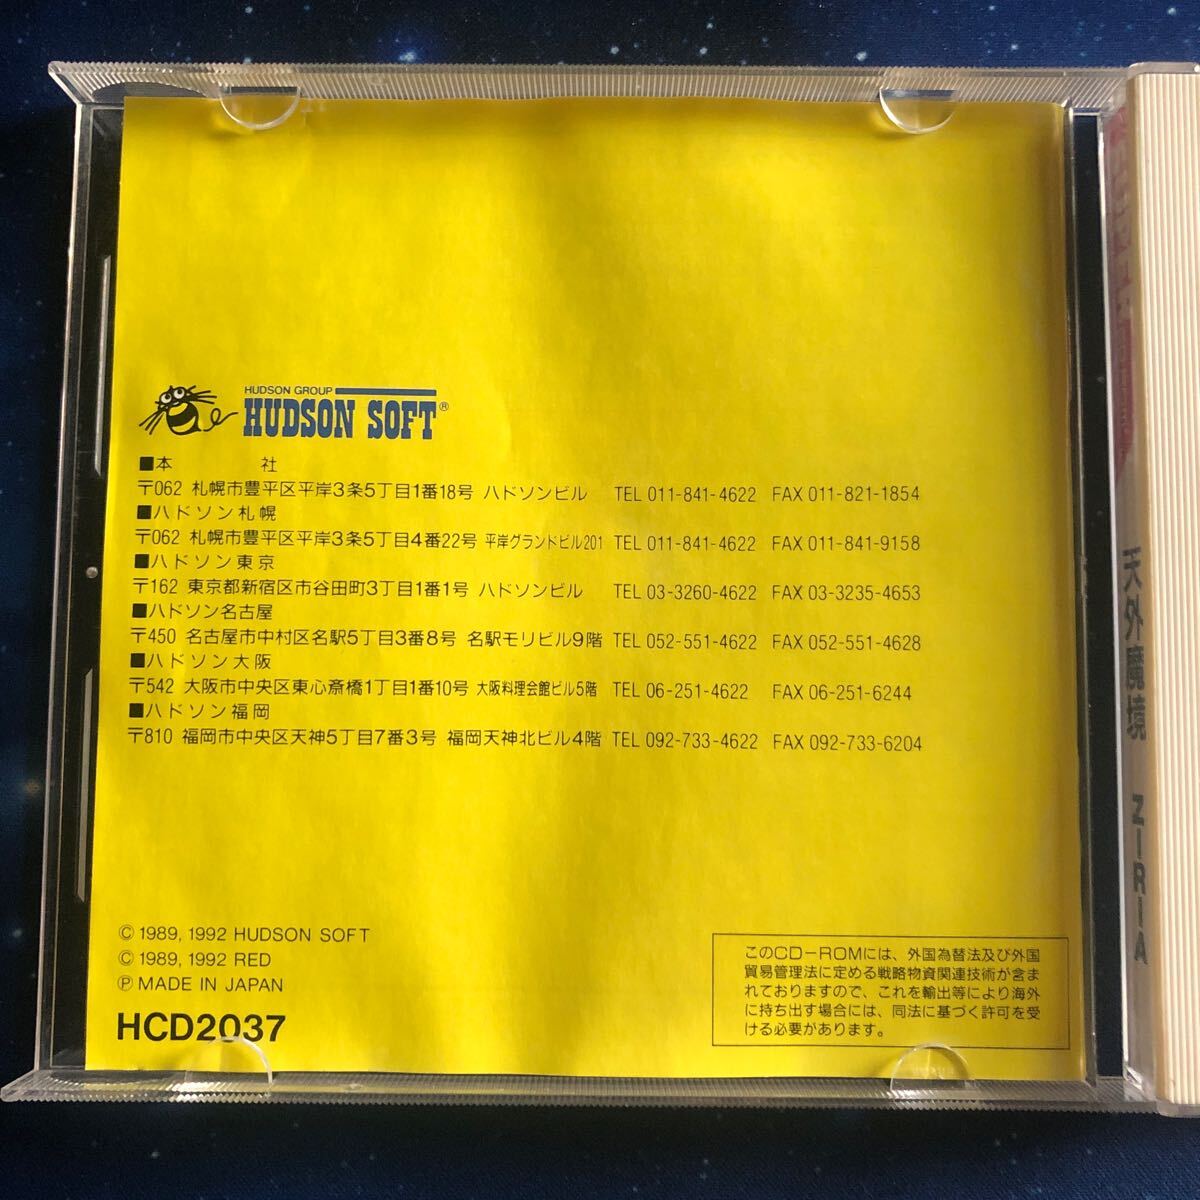 HUDSON GROUP
HUDSON SOFT®
■本　　　　社
〒062 札幌市豊平区平岸3条5丁目1番18号 ハドソンビル TEL 011-841-4622 FAX 011-821-1854
■ハドソン札幌
〒062 札幌市豊平区平岸3条5丁目4番22号 平岸グランドビル201 TEL 011-841-4622 FAX 011-841-9158
■ハドソン東京
〒162 東京都新宿区市谷田町3丁目1番1号 ハドソンビル TEL 03-3260-4622 FAX 03-3235-4653
■ハドソン名古屋
〒450 名古屋市中村区名駅5丁目3番8号 名駅モリビル9階 TEL 052-551-4622 FAX 052-551-4628
■ハドソン大阪
〒542 大阪市中央区東心斎橋1丁目1番10号 大阪料理会館ビル5階 TEL 06-251-4622 FAX 06-251-6244
■ハドソン福岡
〒810 福岡市中央区天神5丁目7番3号 福岡天神北ビル4階 TEL 092-733-4622 FAX 092-733-6204
© 1989, 1992 HUDSON SOFT
© 1989, 1992 RED
Ⓟ MADE IN JAPAN
HCD2037
このCD-ROMには、外国為替法及び外国
貿易管理法に定める戦略物資関連技術が含ま
れておりますので、これを輸出等により海外
に持ち出す場合には、同法に基づく許可を受
ける必要があります。
天外魔境 ZIRIA